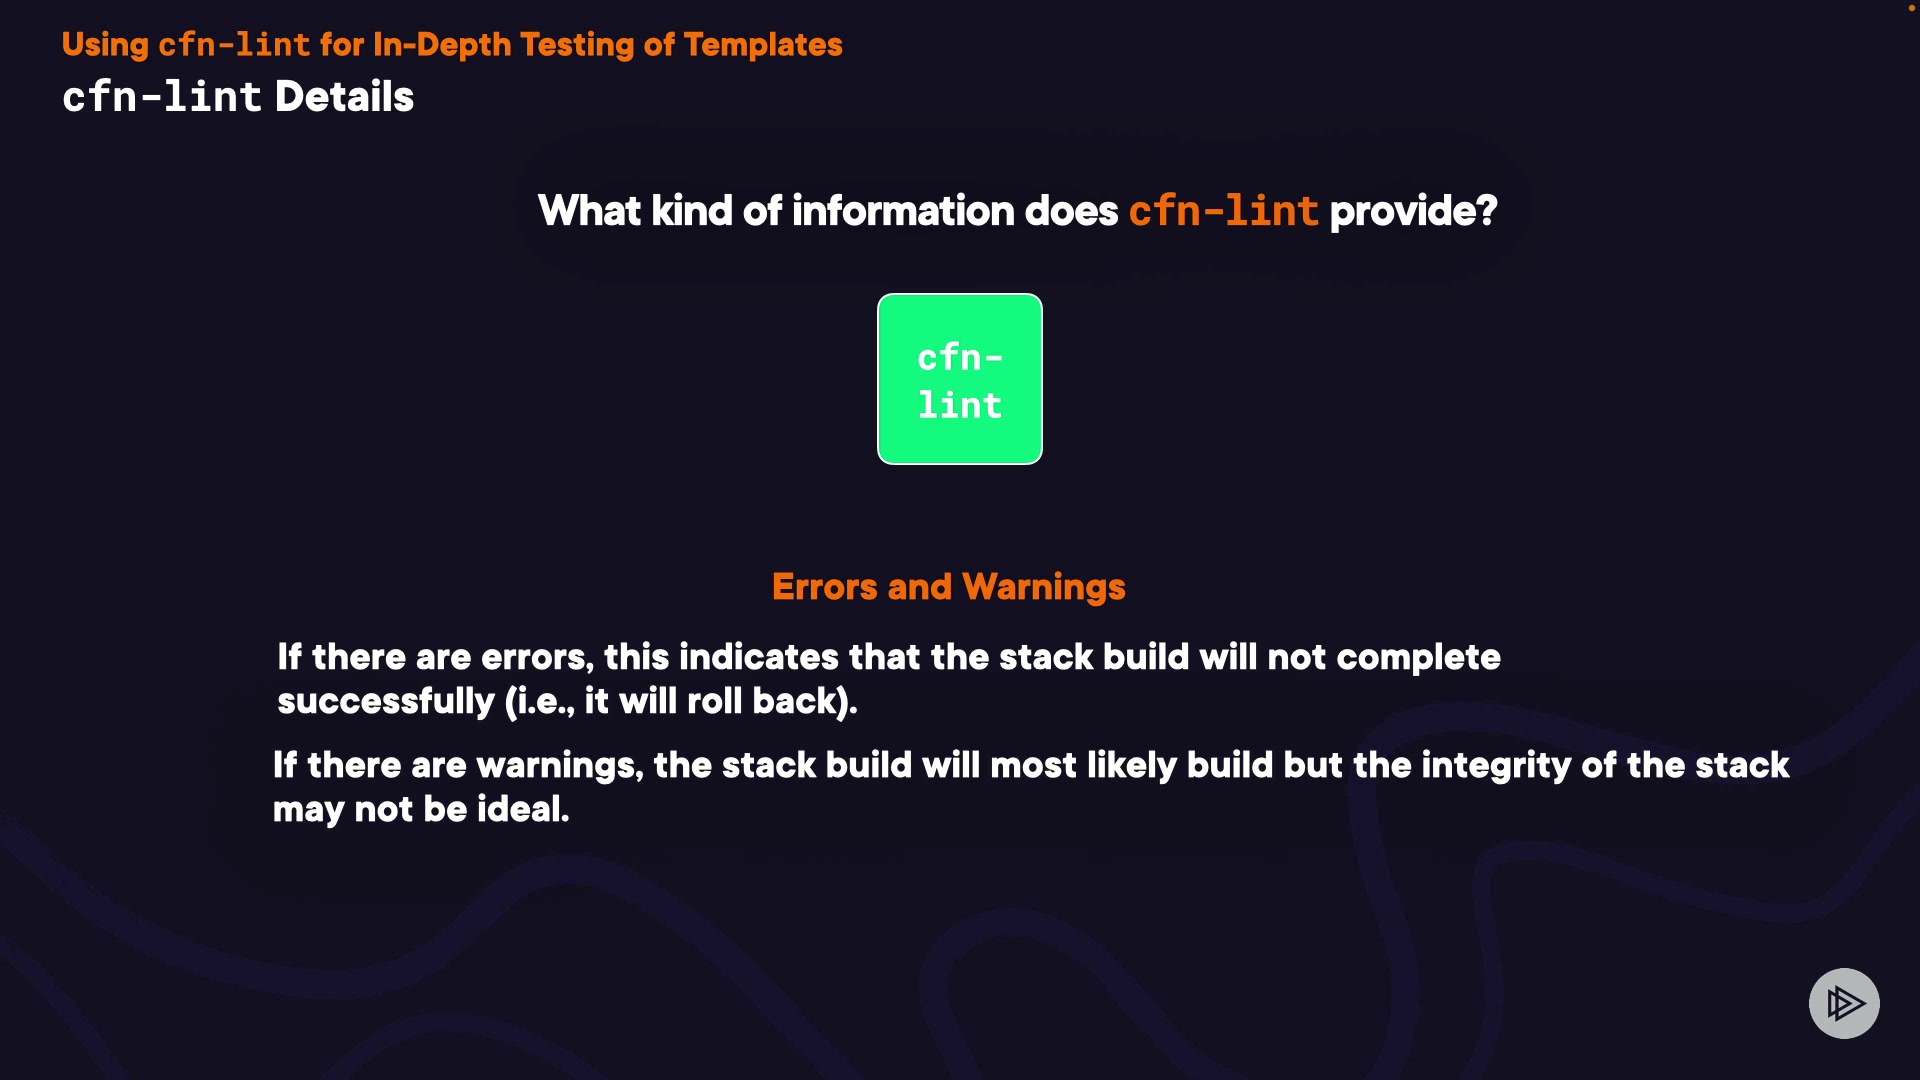 Using cfn-lint for In-Depth Testing of Templates
cfn-lint Details
What kind of information does cfn-lint provide?
cfn-
lint
Errors and Warnings
If there are errors, this indicates that the stack build will not complete
successfully (i.e., it will roll back).
If there are warnings, the stack build will most likely build but the integrity of the stack
may not be ideal.